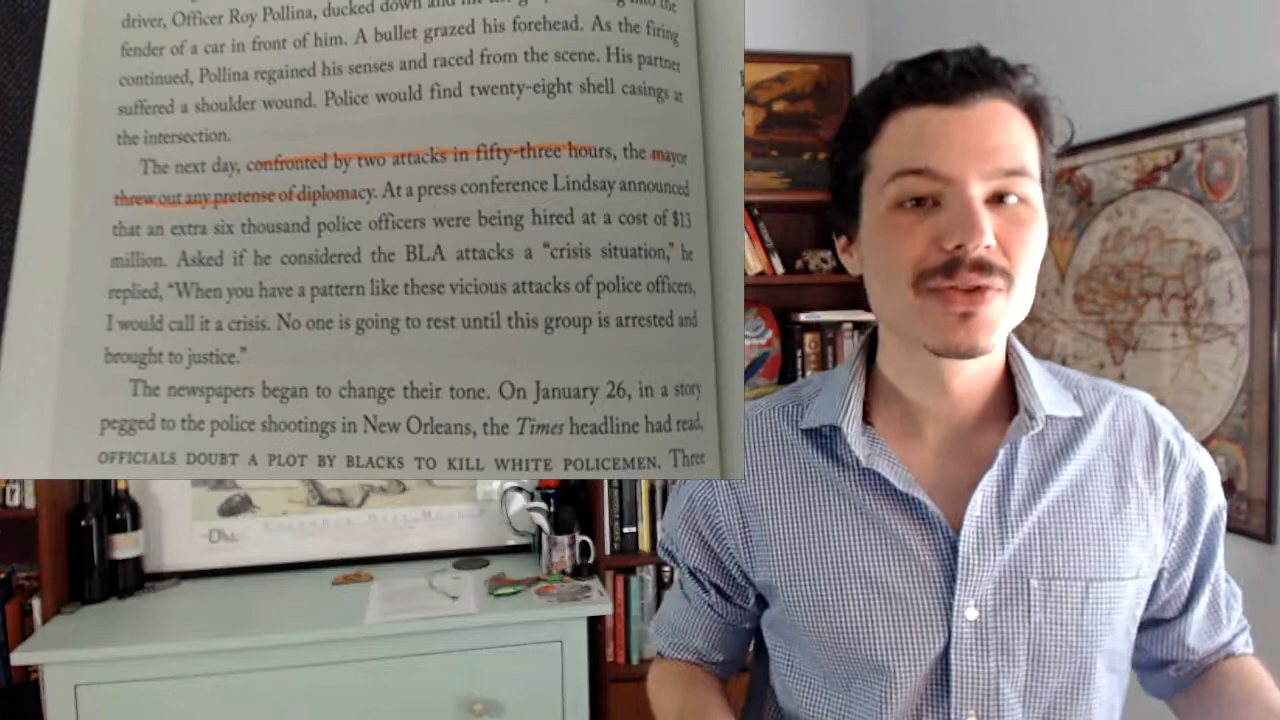 driver, Officer Roy Pollina, ducked down and
fender of a car in front of him. A bullet grazed his forehead. As the firing
continued, Pollina regained his senses and raced from the scene. His partner
suffered a shoulder wound. Police would find twenty-eight shell casings at
the intersection.
The next day, confronted by two attacks in fifty-three hours, the mayor
threw out any pretense of diplomacy. At a press conference Lindsay announced
that an extra six thousand police officers were being hired at a cost of $13
million. Asked if he considered the BLA attacks a “crisis situation,” he
replied, “When you have a pattern like these vicious attacks of police officers,
I would call it a crisis. No one is going to rest until this group is arrested and
brought to justice.”
The newspapers began to change their tone. On January 26, in a story
pegged to the police shootings in New Orleans, the Times headline had read,
OFFICIALS DOUBT A PLOT BY BLACKS TO KILL WHITE POLICEMEN. Three